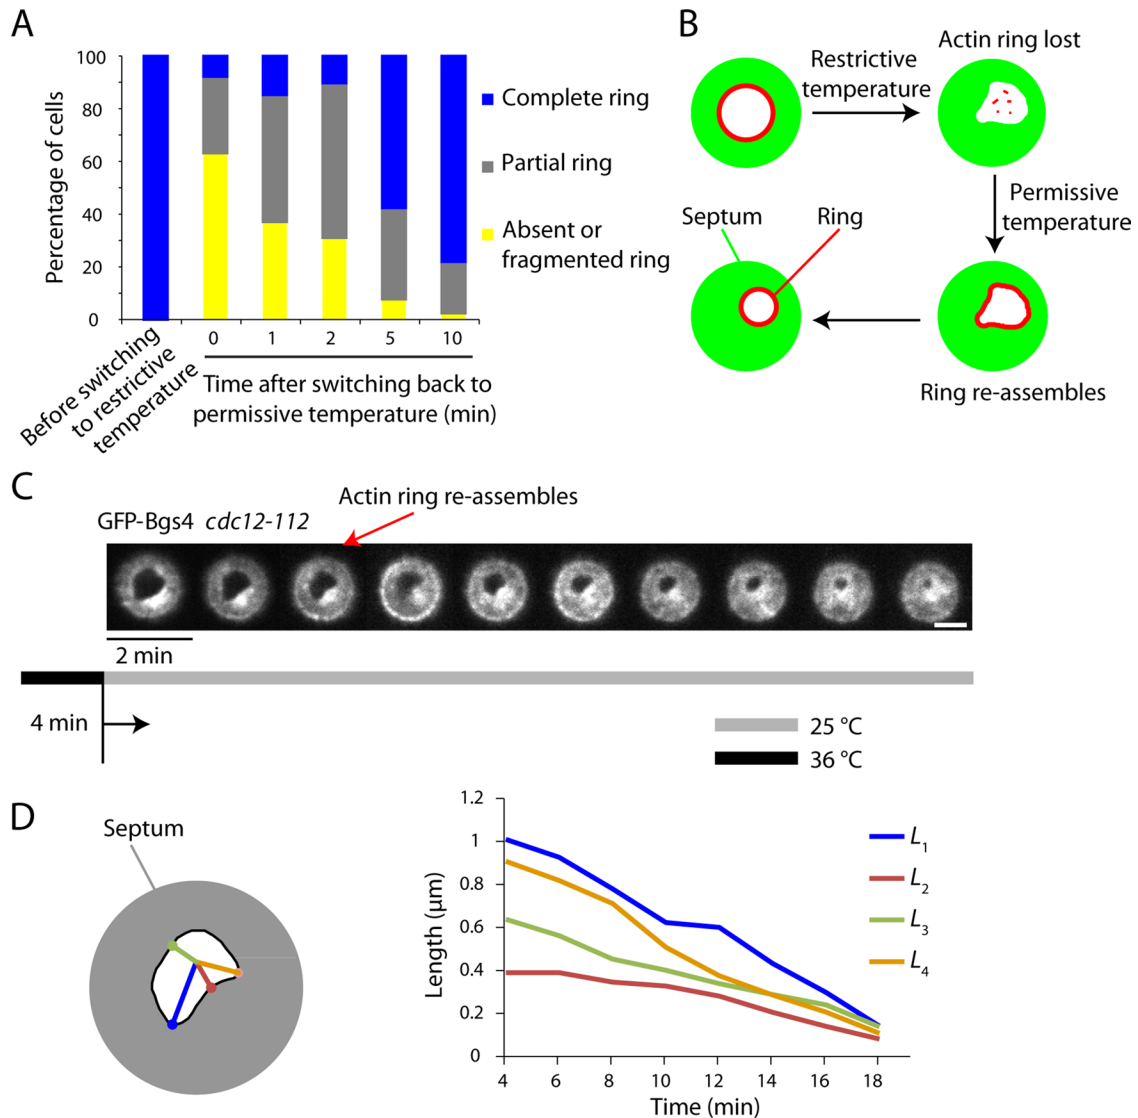 A
Percentage of cells
100
80
60
40
20
0
Before switching
to restrictive
temperature
0
1
2
5
10
Time after switching back to
permissive temperature (min)
Complete ring
Partial ring
Absent or
fragmented ring
B
Restrictive
temperature
Actin ring lost
Permissive
temperature
Septum
Ring
Ring re-assembles
C
Actin ring re-assembles
GFP-Bgs4 cdc12-112
2 min
4 min
25 °C
36 °C
D
Septum
Length (μm)
1.2
1
0.8
0.6
0.4
0.2
0
4
6
8
10
12
14
16
18
Time (min)
L1
L2
L3
L4